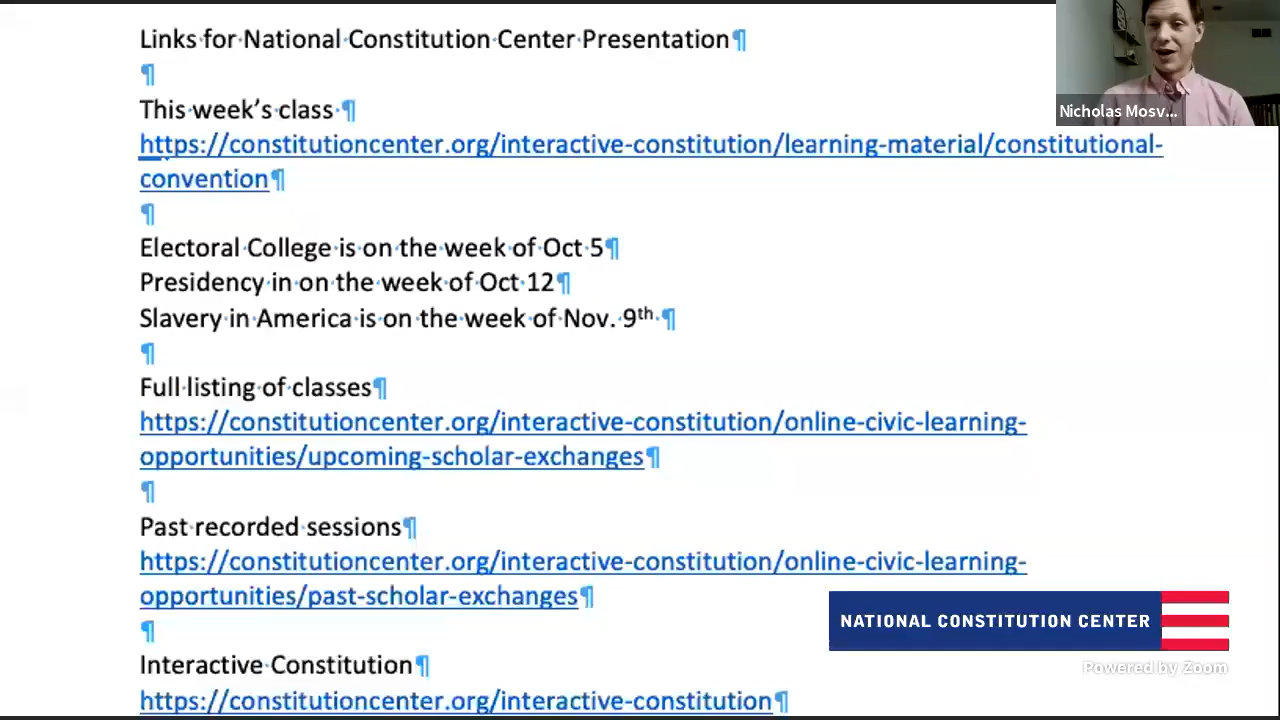 Links for National Constitution Center Presentation¶
¶
This week's class ¶
https://constitutioncenter.org/interactive-constitution/learning-material/constitutional-
convention¶
¶
Electoral College is on the week of Oct 5¶
Presidency in on the week of Oct 12¶
Slavery in America is on the week of Nov. 9th ¶
¶
Full listing of classes¶
https://constitutioncenter.org/interactive-constitution/online-civic-learning-
opportunities/upcoming-scholar-exchanges¶
¶
Past recorded sessions¶
https://constitutioncenter.org/interactive-constitution/online-civic-learning-
opportunities/past-scholar-exchanges¶
¶
Interactive Constitution¶
https://constitutioncenter.org/interactive-constitution¶
Nicholas Mosv...
NATIONAL CONSTITUTION CENTER
Powered by Zoom